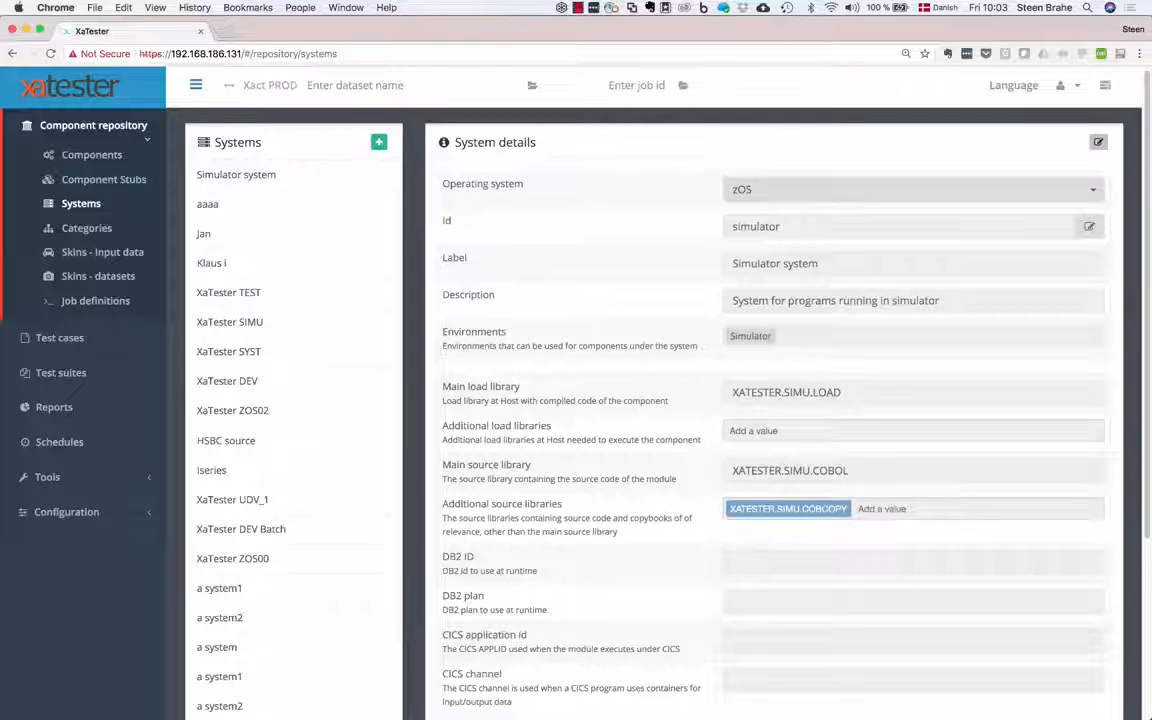 Chrome File Edit View History Bookmarks People Window Help 100 % Danish Fri 10:03 Steen Brahe
XaTester
Steen
Not Secure https://192.168.186.131/#/repository/systems
xatester
Xact PROD Enter dataset name Enter job id Language
Component repository
Components
Component Stubs
Systems
Categories
Skins - Input data
Skins - datasets
Job definitions
Test cases
Test suites
Reports
Schedules
Tools
Configuration
Systems
Simulator system
aaaa
Jan
Klaus i
XaTester TEST
XaTester SIMU
XaTester SYST
XaTester DEV
XaTester ZOS02
HSBC source
Iseries
XaTester UDV_1
XaTester DEV Batch
XaTester ZOS00
a system1
a system2
a system
a system1
a system2
System details
Operating system
zOS
Id
simulator
Label
Simulator system
Description
System for programs running in simulator
Environments
Environments that can be used for components under the system
Simulator
Main load library
Load library at Host with compiled code of the component
XATESTER.SIMU.LOAD
Additional load libraries
Additional load libraries at Host needed to execute the component
Add a value
Main source library
The source library containing the source code of the module
XATESTER.SIMU.COBOL
Additional source libraries
The source libraries containing source code and copybooks of of
relevance, other than the main source library
XATESTER.SIMU.COBCOPY Add a value
DB2 ID
DB2 id to use at runtime
DB2 plan
DB2 plan to use at runtime
CICS application id
The CICS APPLID used when the module executes under CICS
CICS channel
The CICS channel is used when a CICS program uses containers for
input/output data